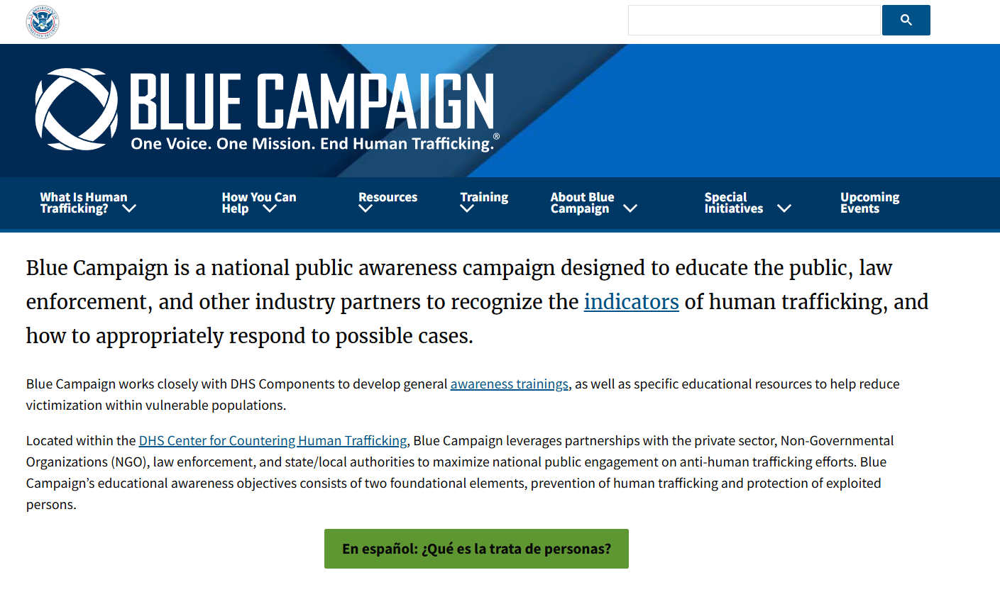 BLUE CAMPAIGN
One Voice. One Mission. End Human Trafficking.®
What Is Human
Trafficking?
How You Can
Help
Resources
Training
About Blue
Campaign
Special
Initiatives
Upcoming
Events
Blue Campaign is a national public awareness campaign designed to educate the public, law
enforcement, and other industry partners to recognize the indicators of human trafficking, and
how to appropriately respond to possible cases.
Blue Campaign works closely with DHS Components to develop general awareness trainings, as well as specific educational resources to help reduce
victimization within vulnerable populations.
Located within the DHS Center for Countering Human Trafficking, Blue Campaign leverages partnerships with the private sector, Non-Governmental
Organizations (NGO), law enforcement, and state/local authorities to maximize national public engagement on anti-human trafficking efforts. Blue
Campaign’s educational awareness objectives consists of two foundational elements, prevention of human trafficking and protection of exploited
persons.
En español: ¿Qué es la trata de personas?